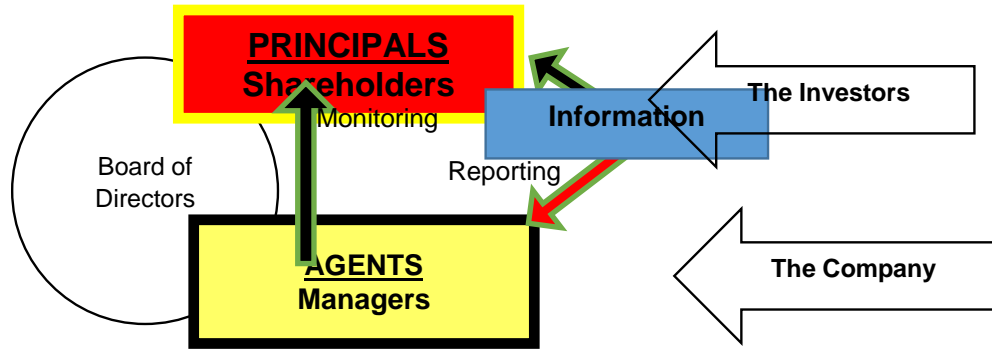 PRINCIPALS
Shareholders
Monitoring
Information
The Investors
Board of
Directors
Reporting
AGENTS
Managers
The Company